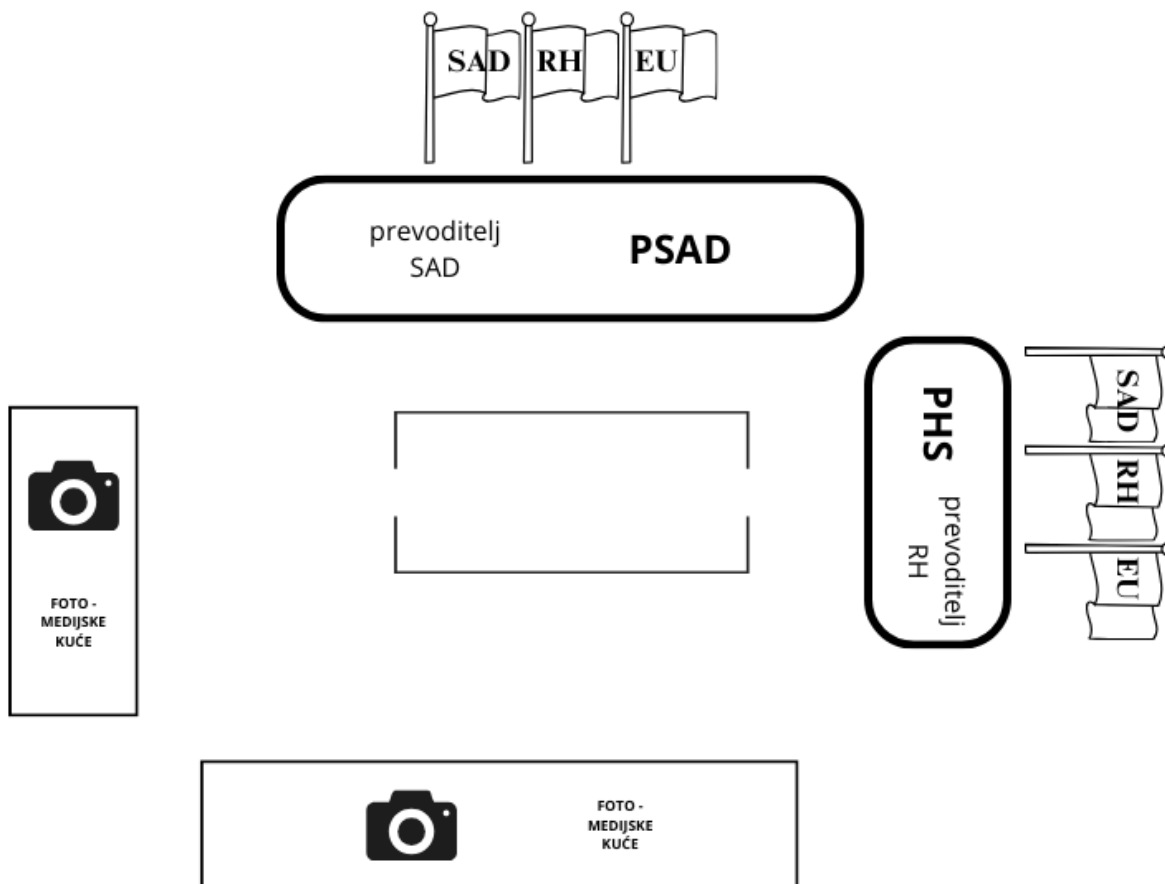 SAD RH EU
prevoditelj
SAD
PSAD
PHS
prevoditelj
RH
SAD
RH
EU
FOTO -
MEDIJSKE
KUĆE
FOTO -
MEDIJSKE
KUĆE